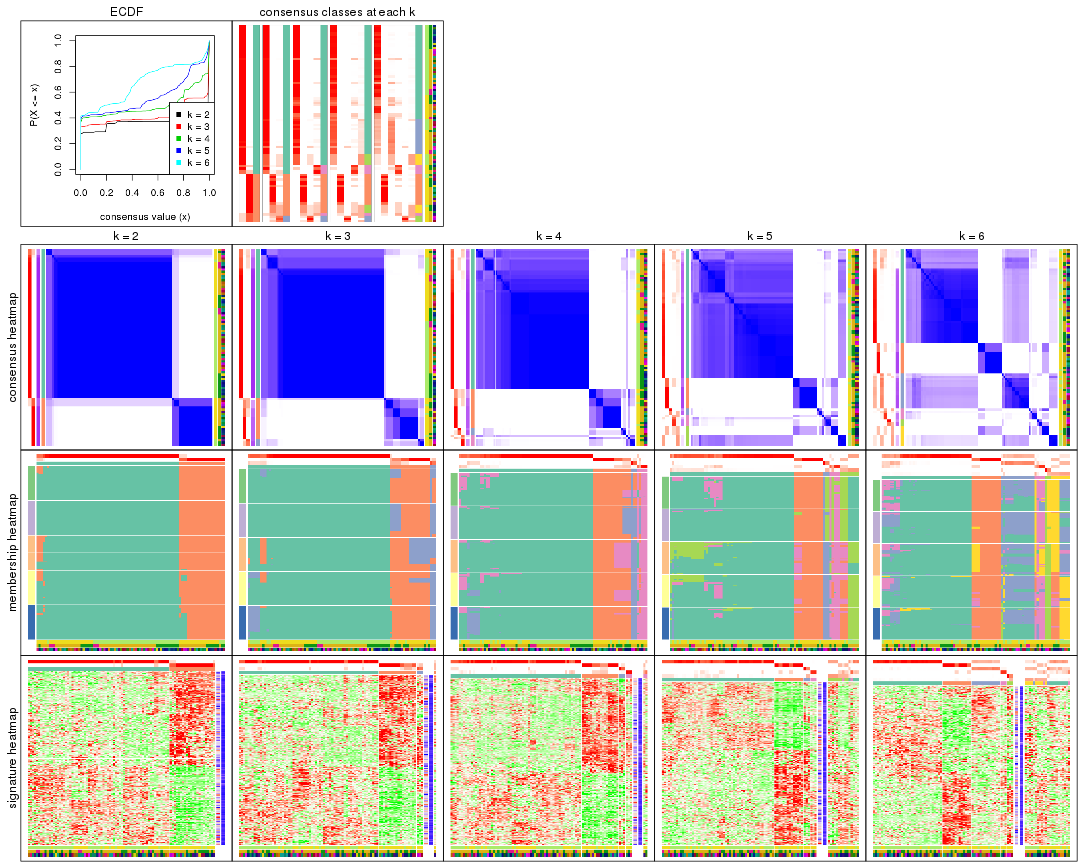 ECDF
consensus classes at each k
P(X <= x)
0.0 0.2 0.4 0.6 0.8 1.0
k = 2
k = 3
k = 4
k = 5
k = 6
0.0 0.2 0.4 0.6 0.8 1.0
consensus value (x)
k = 2 k = 3 k = 4 k = 5 k = 6
consensus heatmap
membership heatmap
signature heatmap